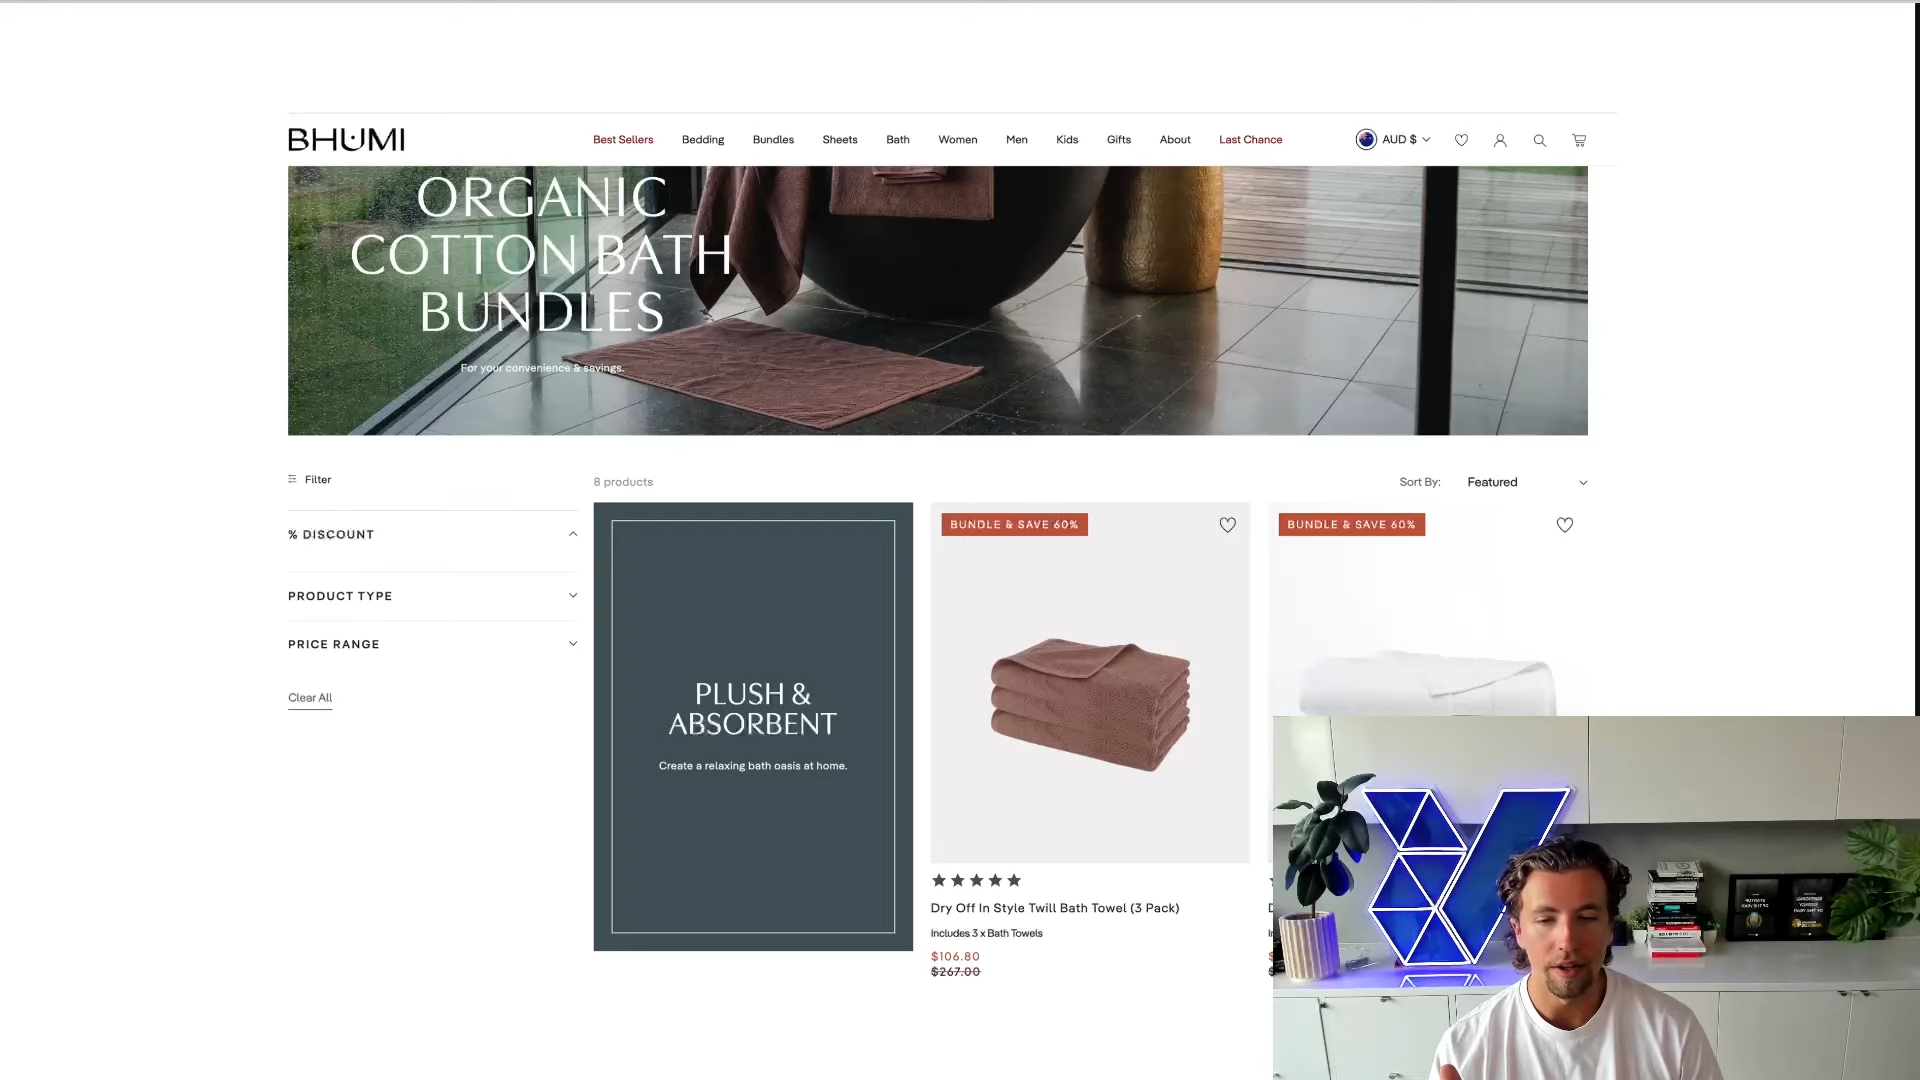 BHUMI
Best Sellers Bedding Bundles Sheets Bath Women Men Kids Gifts About Last Chance AUD $
ORGANIC
COTTON BATH
BUNDLES
For your convenience & savings.
Filter
8 products
Sort By: Featured
% DISCOUNT
PRODUCT TYPE
PRICE RANGE
Clear All
PLUSH &
ABSORBENT
Create a relaxing bath oasis at home.
BUNDLE & SAVE 60%
BUNDLE & SAVE 60%
Dry Off In Style Twill Bath Towel (3 Pack)
Includes 3 x Bath Towels
$106.80
$267.00